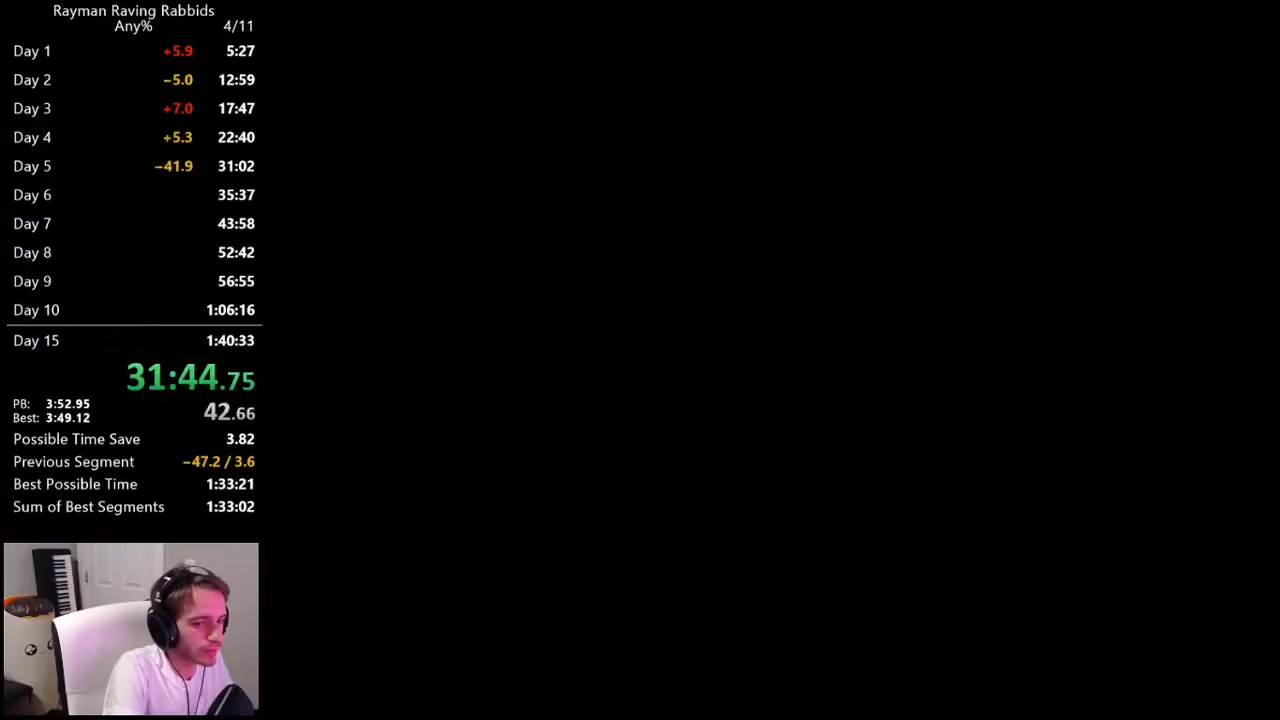 Rayman Raving Rabbids
Any% 4/11
Day 1 +5.9 5:27
Day 2 −5.0 12:59
Day 3 +7.0 17:47
Day 4 +5.3 22:40
Day 5 −41.9 31:02
Day 6 35:37
Day 7 43:58
Day 8 52:42
Day 9 56:55
Day 10 1:06:16
Day 15 1:40:33
31:44.75
PB: 3:52.95
Best: 3:49.12
42.66
Possible Time Save 3.82
Previous Segment −47.2 / 3.6
Best Possible Time 1:33:21
Sum of Best Segments 1:33:02